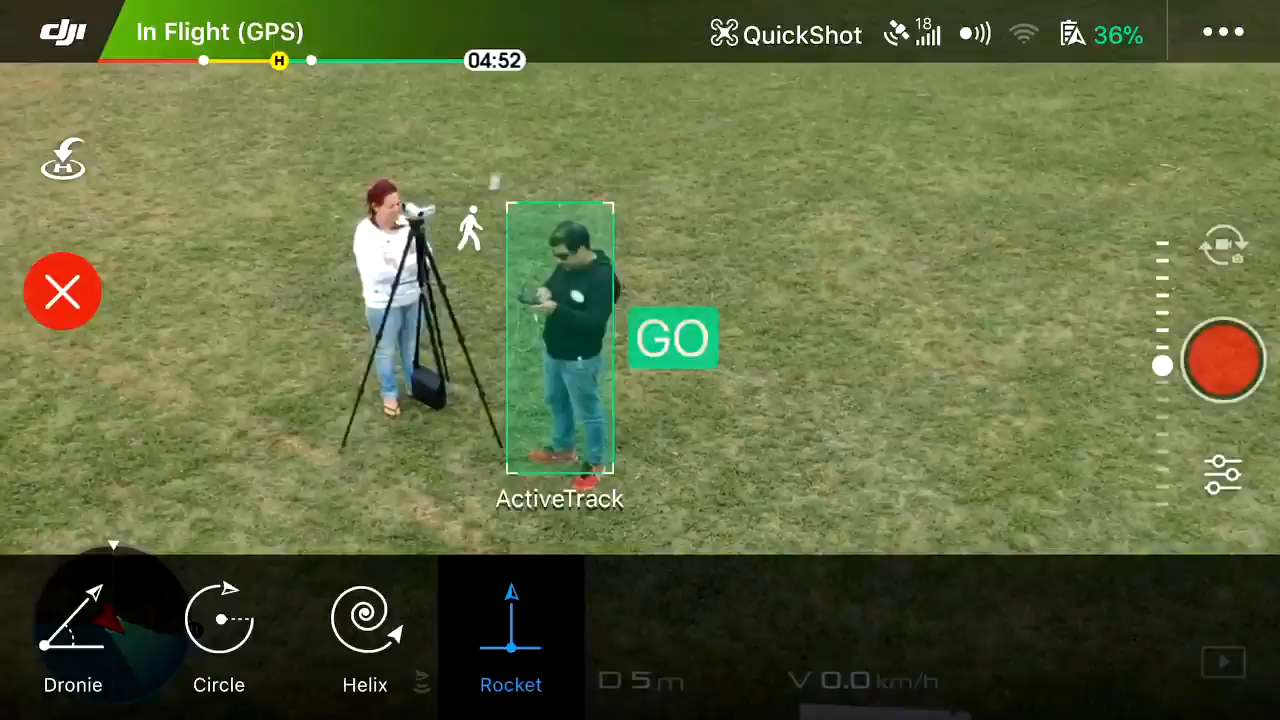 dji In Flight (GPS) QuickShot 18 36%
H 04:52
H
GO
ActiveTrack
Dronie Circle Helix Rocket D 5 m V 0.0 km/h